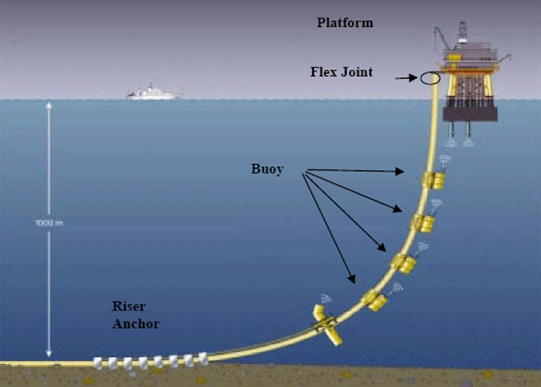 Platform
Flex Joint
Buoy
1000 m
Riser
Anchor